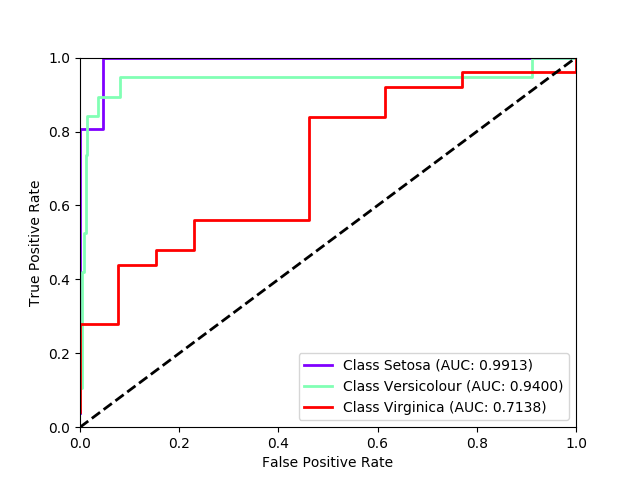 1.0
0.8
0.6
0.4
0.2
0.0
True Positive Rate
Class Setosa (AUC: 0.9913)
Class Versicolour (AUC: 0.9400)
Class Virginica (AUC: 0.7138)
0.0 0.2 0.4 0.6 0.8 1.0
False Positive Rate